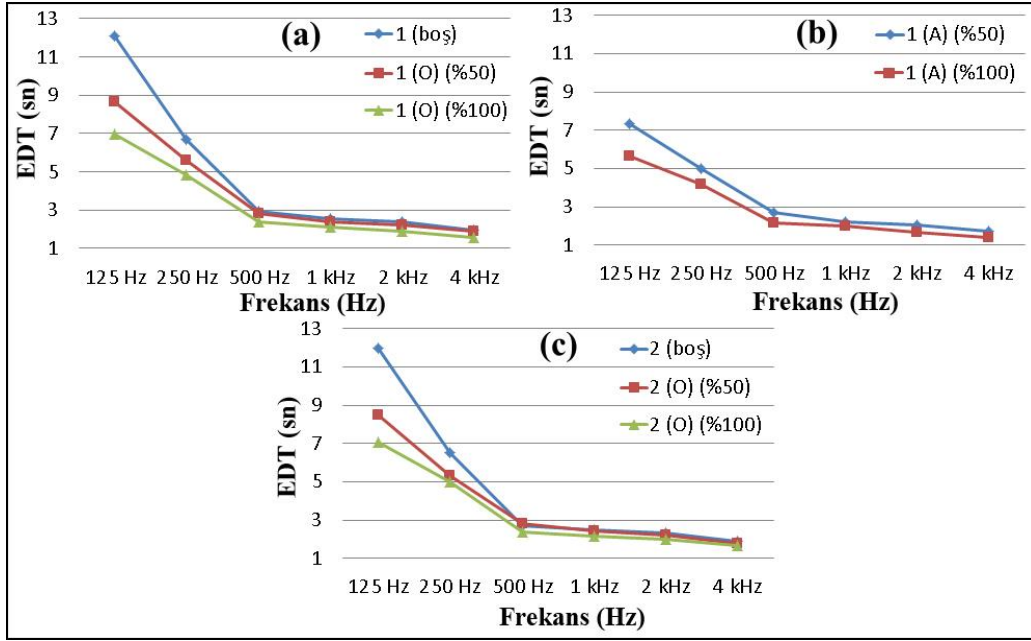 (a)
13
11
9
7
5
3
1
EDT (sn)
1 (boş)
1 (O) (%50)
1 (O) (%100)
125 Hz 250 Hz 500 Hz 1 kHz 2 kHz 4 kHz
Frekans (Hz)
(b)
13
11
9
7
5
3
1
EDT (sn)
1 (A) (%50)
1 (A) (%100)
125 Hz 250 Hz 500 Hz 1 kHz 2 kHz 4 kHz
Frekans (Hz)
(c)
13
11
9
7
5
3
1
EDT (sn)
2 (boş)
2 (O) (%50)
2 (O) (%100)
125 Hz 250 Hz 500 Hz 1 kHz 2 kHz 4 kHz
Frekans (Hz)